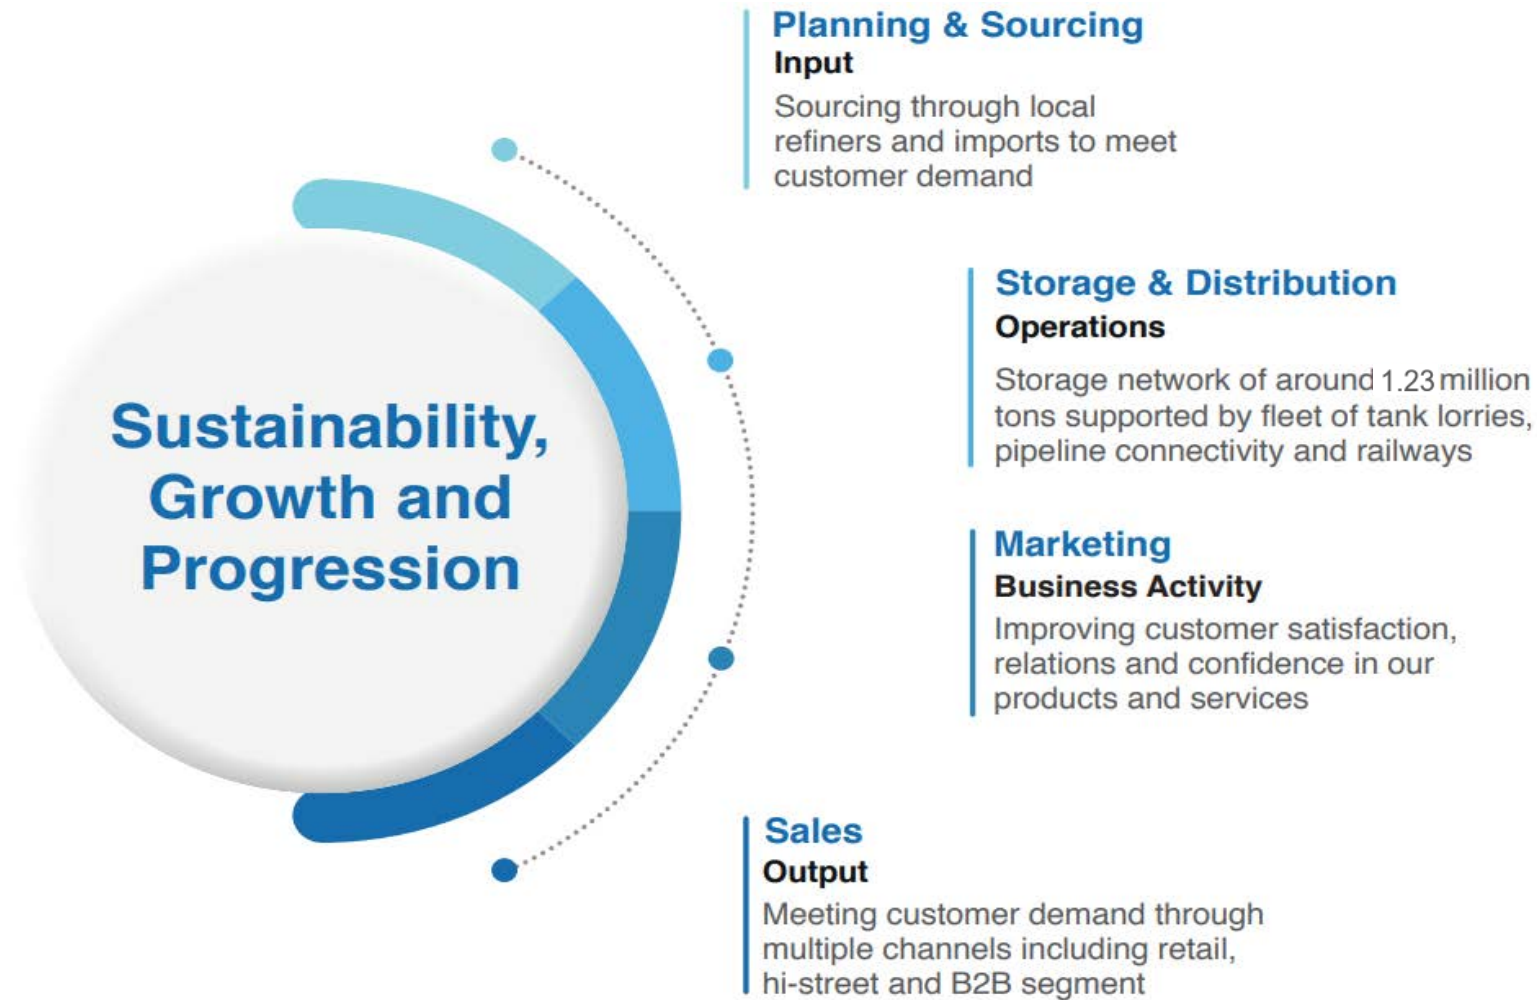 Sustainability,
Growth and
Progression
Planning & Sourcing
Input
Sourcing through local
refiners and imports to meet
customer demand
Storage & Distribution
Operations
Storage network of around 1.23 million
tons supported by fleet of tank lorries,
pipeline connectivity and railways
Marketing
Business Activity
Improving customer satisfaction,
relations and confidence in our
products and services
Sales
Output
Meeting customer demand through
multiple channels including retail,
hi-street and B2B segment